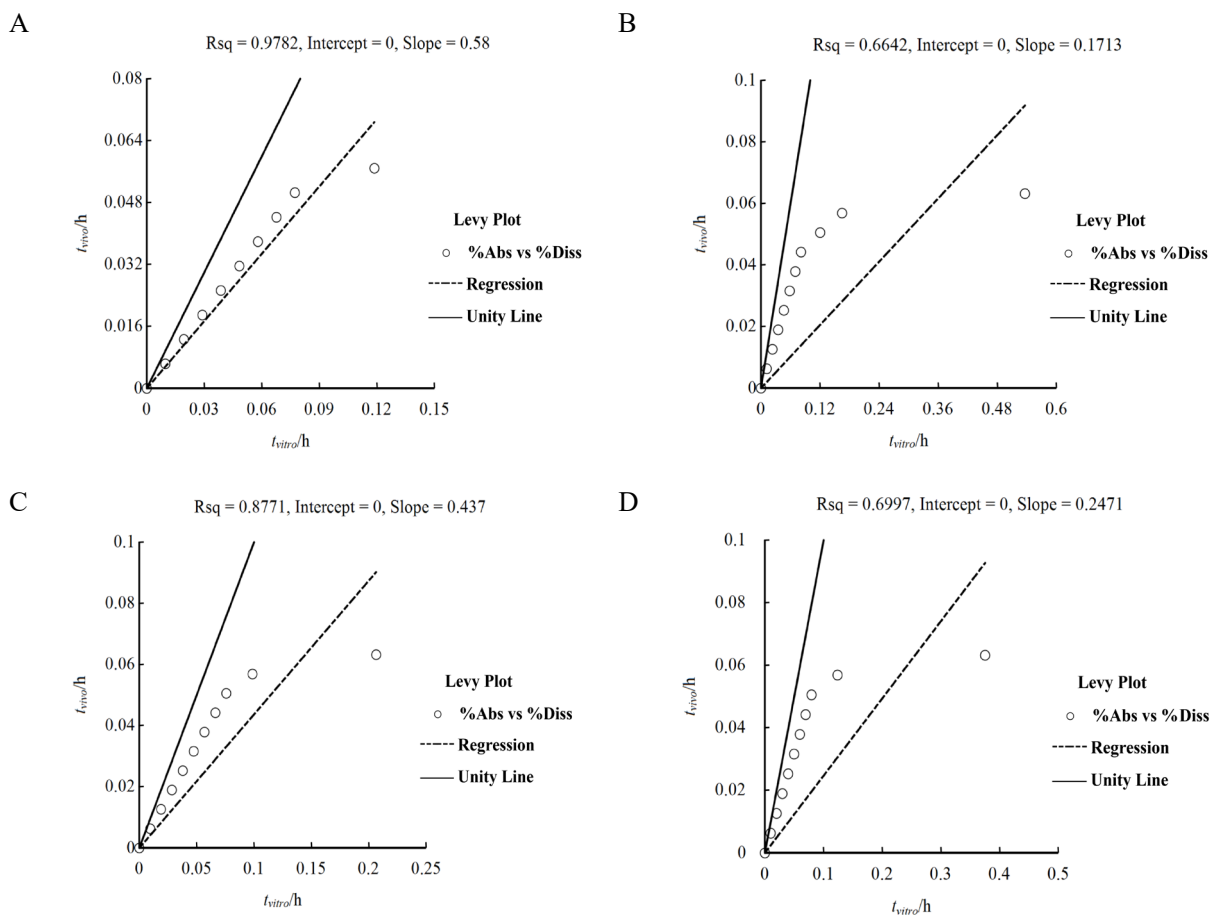 A
Rsq = 0.9782, Intercept = 0, Slope = 0.58
0.08
0.064
0.048
0.032
0.016
0
0 0.03 0.06 0.09 0.12 0.15
tvivo/h
tvitro/h
Levy Plot
%Abs vs %Diss
Regression
Unity Line
B
Rsq = 0.6642, Intercept = 0, Slope = 0.1713
0.1
0.08
0.06
0.04
0.02
0
0 0.12 0.24 0.36 0.48 0.6
tvivo/h
tvitro/h
Levy Plot
%Abs vs %Diss
Regression
Unity Line
C
Rsq = 0.8771, Intercept = 0, Slope = 0.437
0.1
0.08
0.06
0.04
0.02
0
0 0.05 0.1 0.15 0.2 0.25
tvivo/h
tvitro/h
Levy Plot
%Abs vs %Diss
Regression
Unity Line
D
Rsq = 0.6997, Intercept = 0, Slope = 0.2471
0.1
0.08
0.06
0.04
0.02
0
0 0.1 0.2 0.3 0.4 0.5
tvivo/h
tvitro/h
Levy Plot
%Abs vs %Diss
Regression
Unity Line